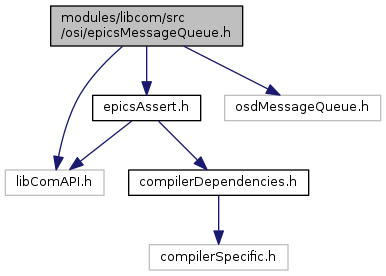 modules/libcom/src
/osi/epicsMessageQueue.h
epicsAssert.h
osdMessageQueue.h
libComAPI.h
compilerDependencies.h
compilerSpecific.h